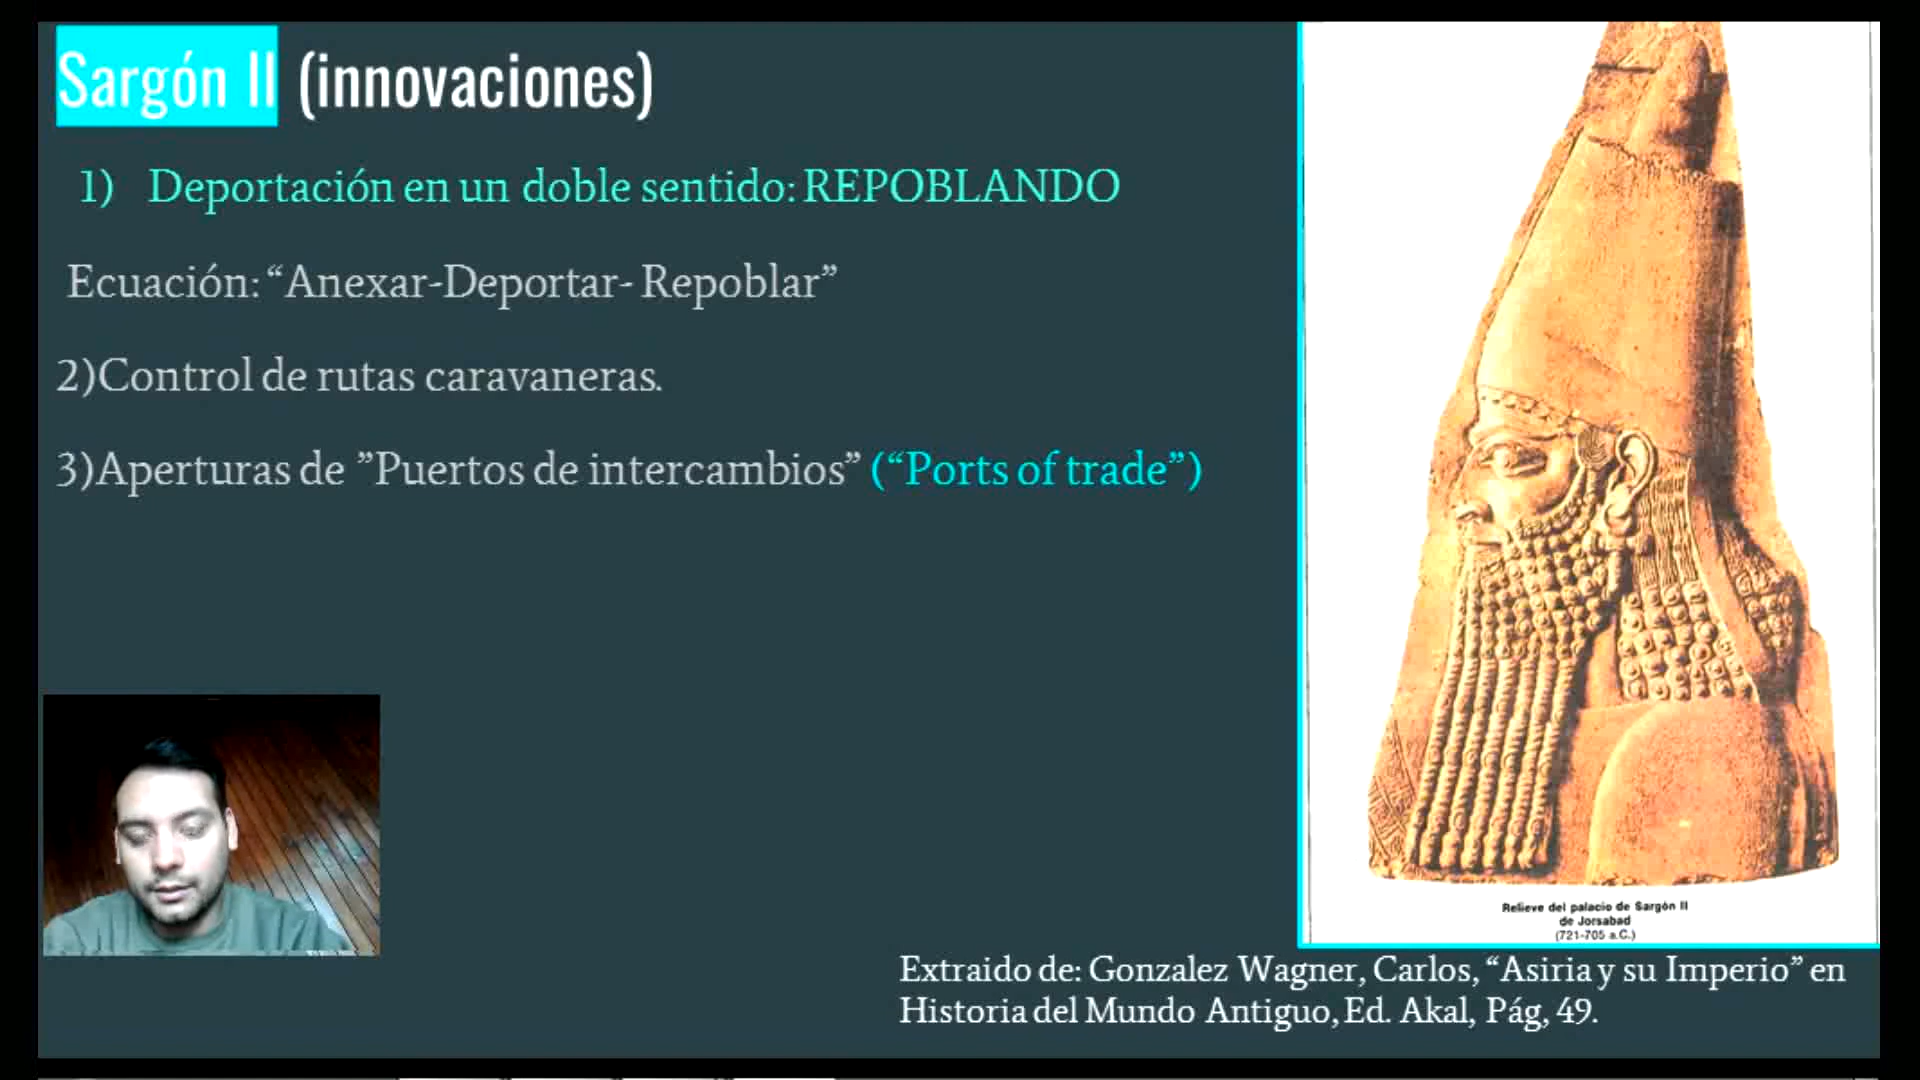 Sargón II (innovaciones)
1) Deportación en un doble sentido: REPOBLANDO
Ecuación: “Anexar-Deportar- Repoblar”
2)Control de rutas caravaneras.
3)Aperturas de ”Puertos de intercambios” (“Ports of trade”)
Relieve del palacio de Sargón II
de Jorsabad
(721-705 a.C.)
Extraido de: Gonzalez Wagner, Carlos, “Asiria y su Imperio” en
Historia del Mundo Antiguo, Ed. Akal, Pág, 49.